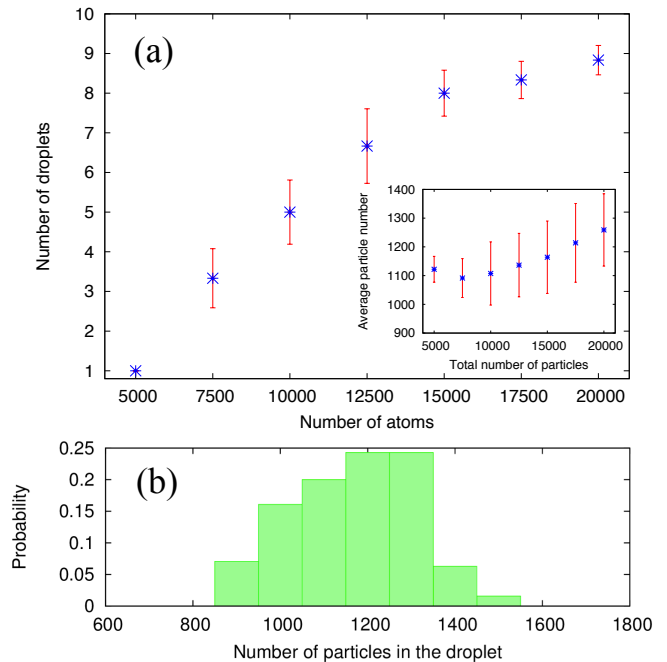 (a)
10
9
8
7
6
5
4
3
2
1
Number of droplets
5000 7500 10000 12500 15000 17500 20000
Number of atoms
1400
1300
1200
1100
1000
900
Average particle number
5000 10000 15000 20000
Total number of particles
(b)
0.25
0.2
0.15
0.1
0.05
0
Probability
600 800 1000 1200 1400 1600 1800
Number of particles in the droplet